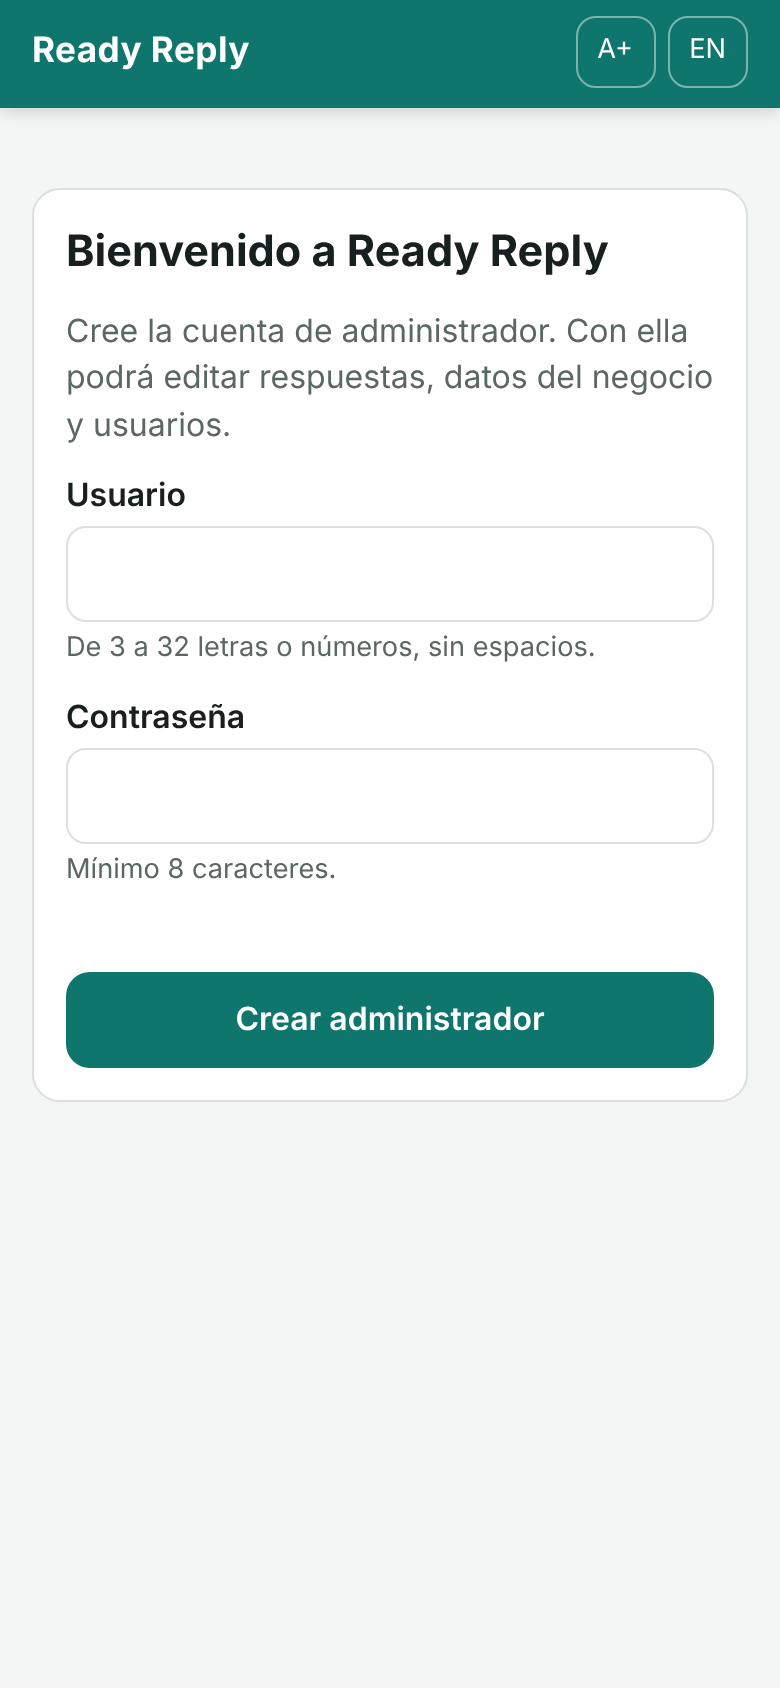 Ready Reply
A+
EN
Bienvenido a Ready Reply
Cree la cuenta de administrador. Con ella
podrá editar respuestas, datos del negocio
y usuarios.
Usuario
De 3 a 32 letras o números, sin espacios.
Contraseña
Mínimo 8 caracteres.
Crear administrador